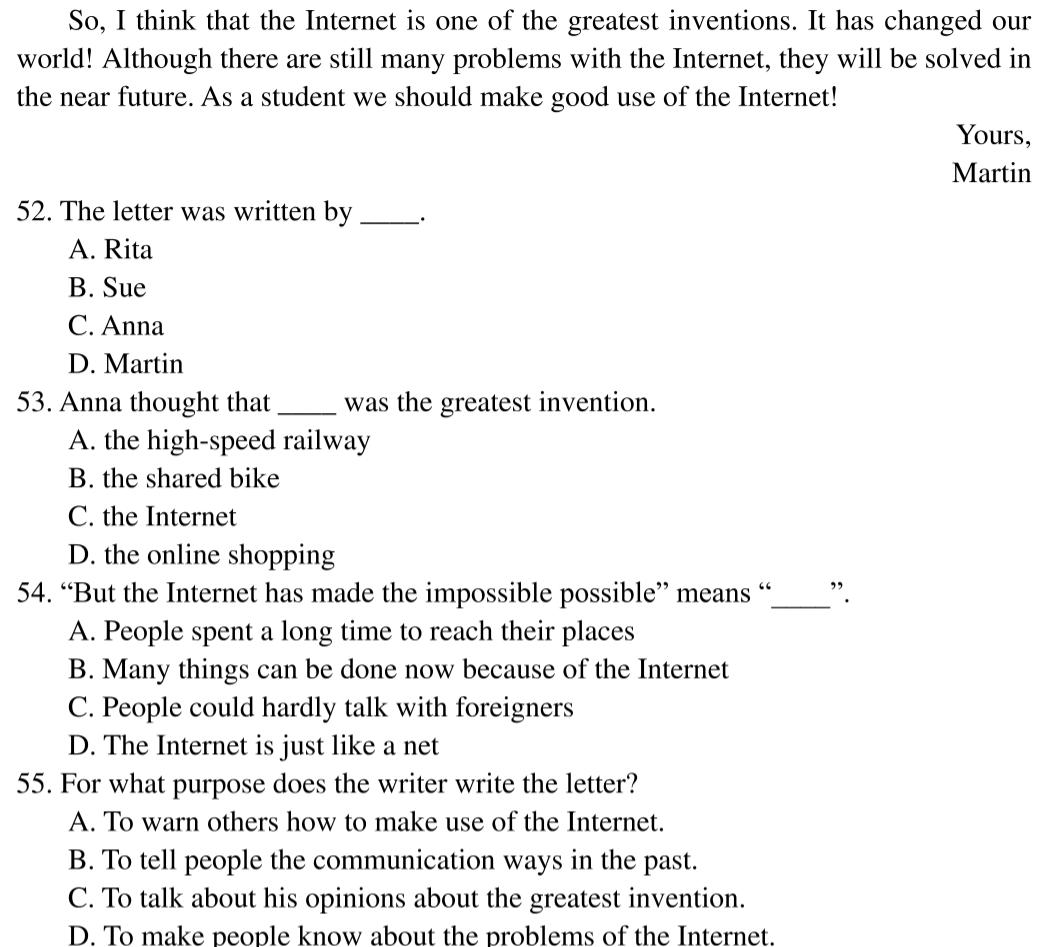 So, I think that the Internet is one of the greatest inventions. It has changed our
world! Although there are still many problems with the Internet, they will be solved in
the near future. As a student we should make good use of the Internet!
Yours,
Martin
52. The letter was written by ____.
A. Rita
B. Sue
C. Anna
D. Martin
53. Anna thought that ____ was the greatest invention.
A. the high-speed railway
B. the shared bike
C. the Internet
D. the online shopping
54. “But the Internet has made the impossible possible” means “____”.
A. People spent a long time to reach their places
B. Many things can be done now because of the Internet
C. People could hardly talk with foreigners
D. The Internet is just like a net
55. For what purpose does the writer write the letter?
A. To warn others how to make use of the Internet.
B. To tell people the communication ways in the past.
C. To talk about his opinions about the greatest invention.
D. To make people know about the problems of the Internet.